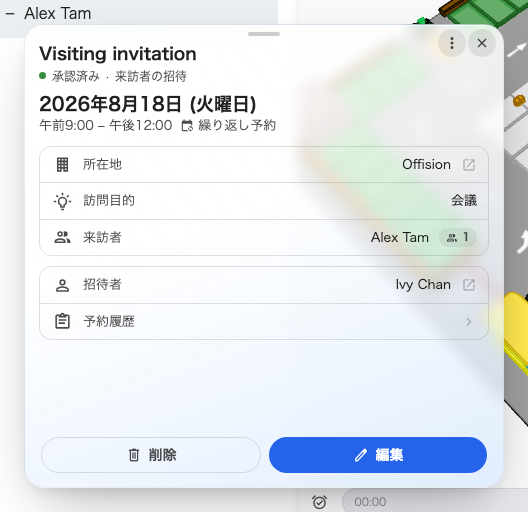 – Alex Tam
Visiting invitation
承認済み · 来訪者の招待
2026年8月18日 (火曜日)
午前9:00 – 午後12:00 繰り返し予約
所在地 Offision
訪問目的 会議
来訪者 Alex Tam 1
招待者 Ivy Chan
予約履歴
削除 編集
00:00